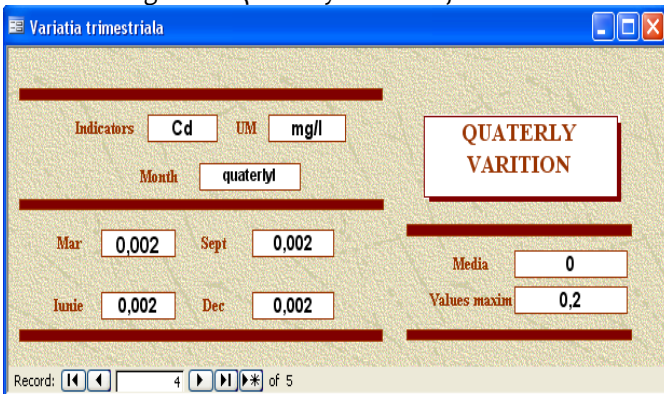 Variatia trimestriala
Indicators Cd UM mg/l
Month quaterlyl
QUATERLY
VARITION
Mar 0,002 Sept 0,002
Iunie 0,002 Dec 0,002
Media 0
Values maxim 0,2
Record: 4 of 5